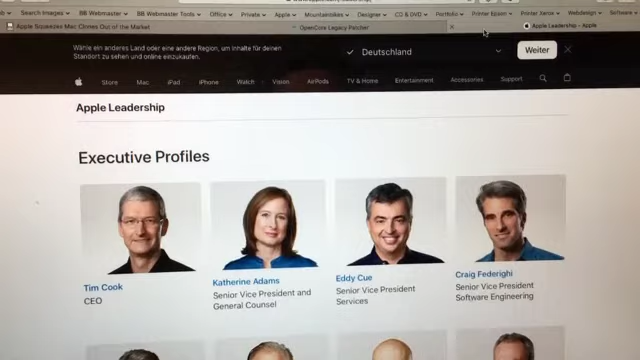 Search Images
BB Webmaster
BB Webmaster Tools
Office
Private
Apple
Mountainbikes
Designer
CD & DVD
Portfolio
Printer Epson
Printer Xerox
Webdesign
Software
Apple Squeezes Mac Clones Out of the Market
OpenCore Legacy Patcher
Apple Leadership – Apple
Wähle ein anderes Land oder eine andere Region, um Inhalte für deinen
Standort zu sehen und online einzukaufen.
Deutschland
Weiter
Store Mac iPad iPhone Watch Vision AirPods TV & Home Entertainment Accessories Support
Apple Leadership
Executive Profiles
Tim Cook
CEO
Katherine Adams
Senior Vice President and
General Counsel
Eddy Cue
Senior Vice President
Services
Craig Federighi
Senior Vice President
Software Engineering